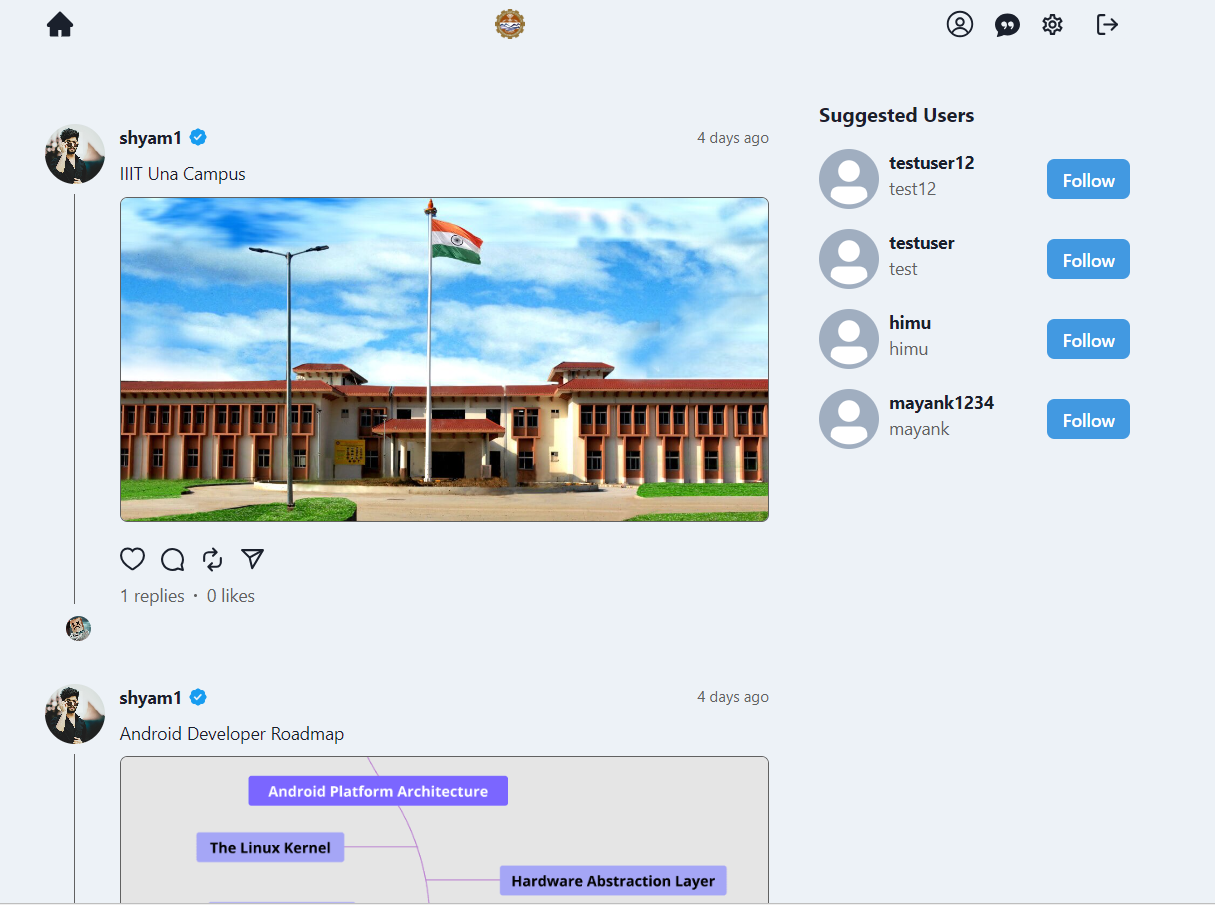 shyam1
4 days ago
IIIT Una Campus
1 replies · 0 likes
shyam1
4 days ago
Android Developer Roadmap
Android Platform Architecture
The Linux Kernel
Hardware Abstraction Layer
Suggested Users
testuser12
test12
Follow
testuser
test
Follow
himu
himu
Follow
mayank1234
mayank
Follow